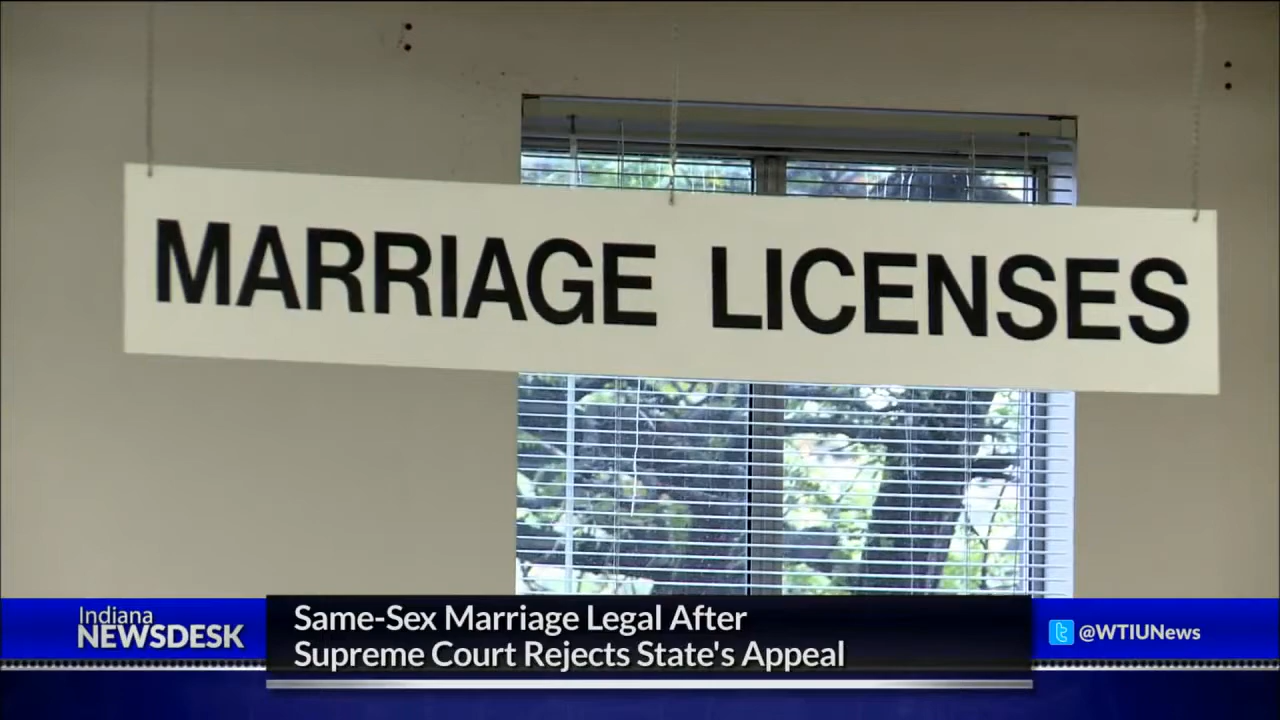 MARRIAGE LICENSES
Indiana
NEWSDESK
Same-Sex Marriage Legal After
Supreme Court Rejects State's Appeal
@WTIUNews